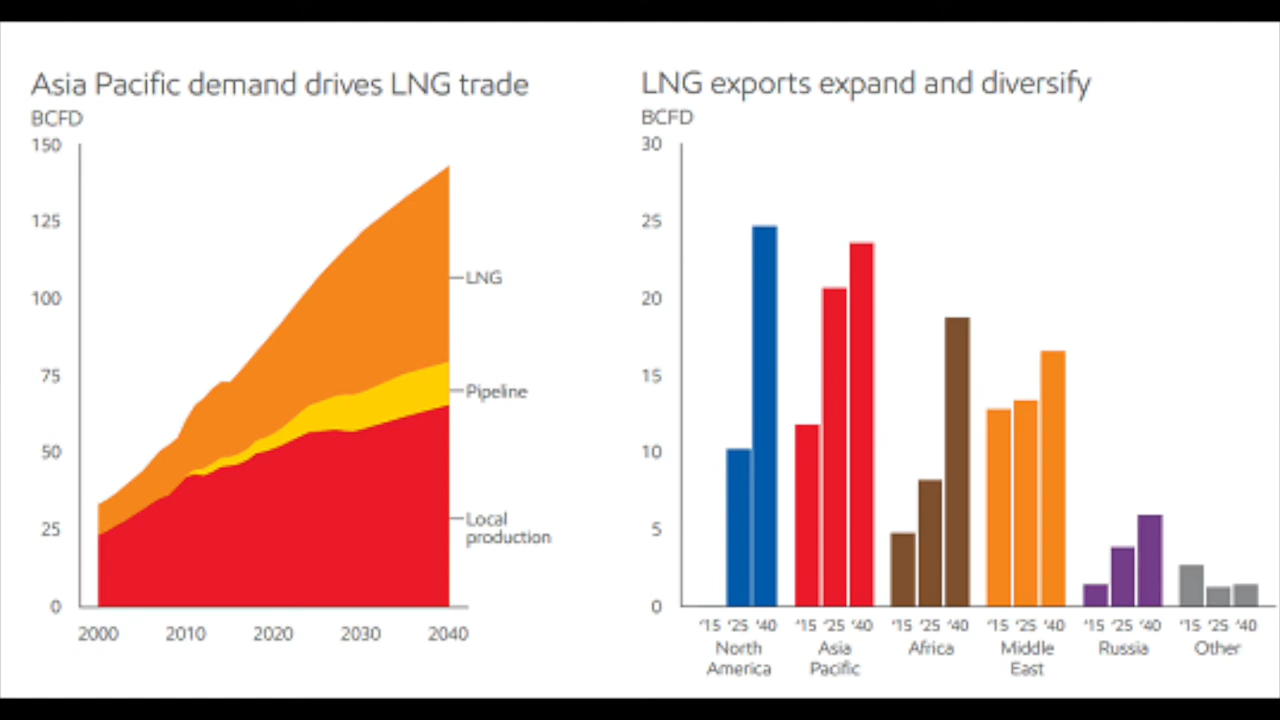 Asia Pacific demand drives LNG trade
BCFD
150
125
100
75
50
25
0
2000 2010 2020 2030 2040
LNG
Pipeline
Local
production
LNG exports expand and diversify
BCFD
30
25
20
15
10
5
0
'15 '25 '40 '15 '25 '40 '15 '25 '40 '15 '25 '40 '15 '25 '40 '15 '25 '40
North Asia Africa Middle Russia Other
America Pacific East